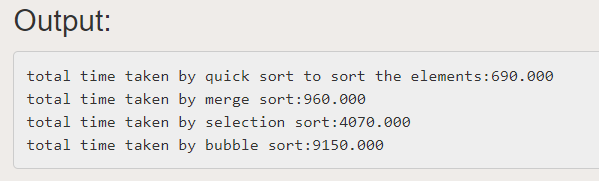 Output:
total time taken by quick sort to sort the elements:690.000
total time taken by merge sort:960.000
total time taken by selection sort:4070.000
total time taken by bubble sort:9150.000